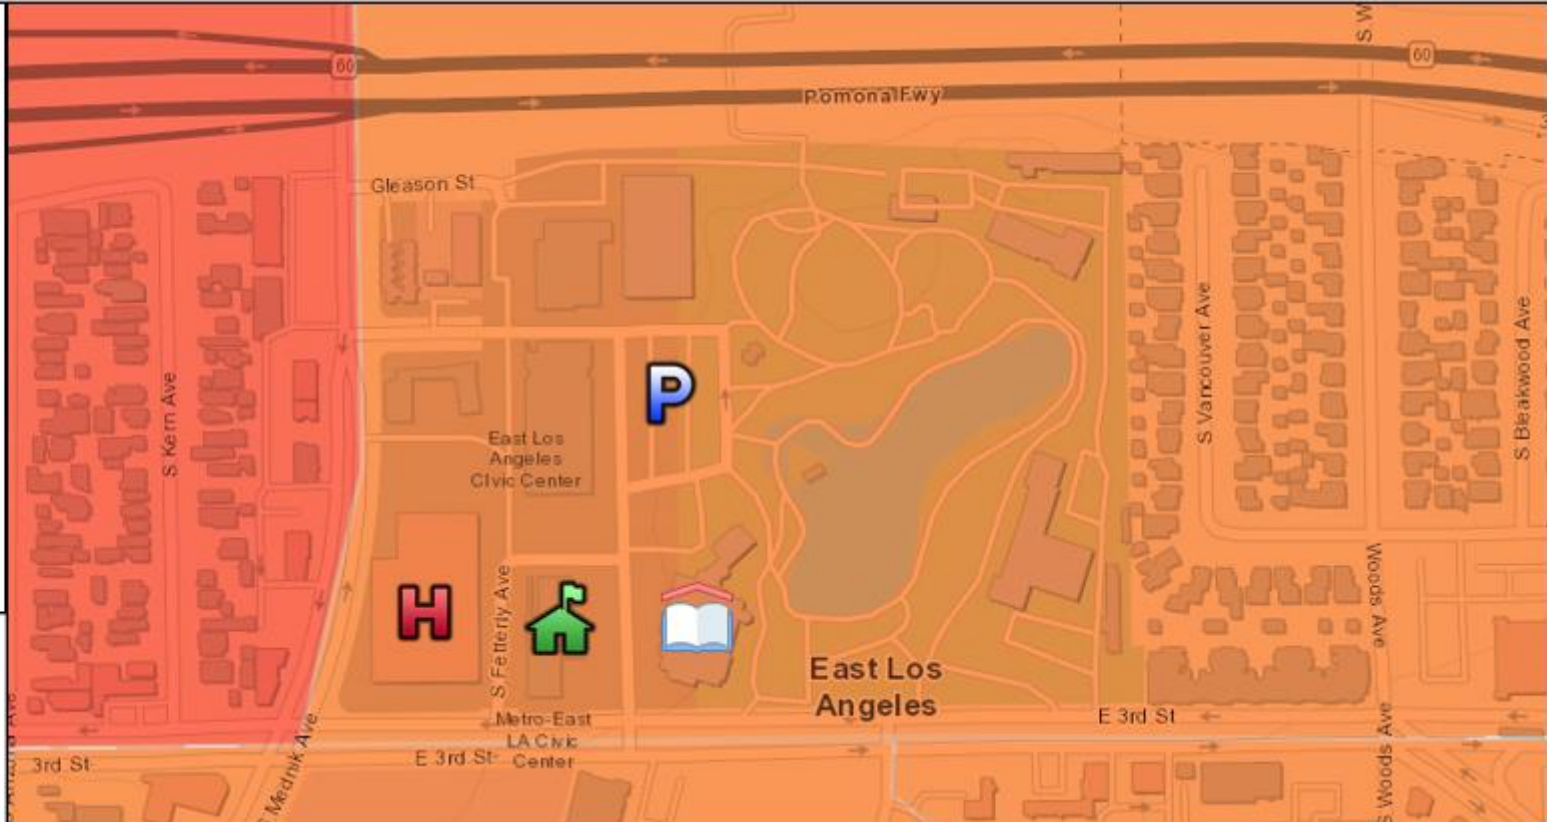 S W
60
60
Pomona Fwy
Gleason St
S Kern Ave
S Vancouver Ave
S Bleakwood Ave
P
East Los
Angeles
Civic Center
H
S Fetterly Ave
Woods Ave
East Los
Angeles
Metro-East
LA Civic
Center
E 3rd St
E 3rd St
3rd St
S Mednik Ave
S Woods Ave